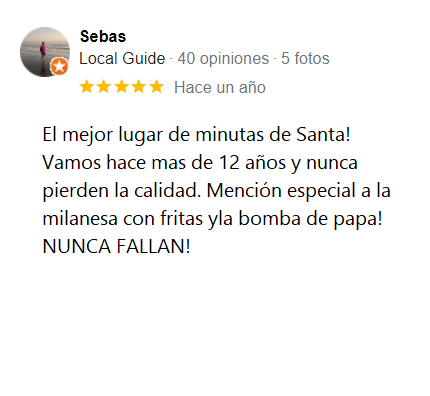 Sebas
Local Guide · 40 opiniones · 5 fotos
Hace un año
El mejor lugar de minutas de Santa!
Vamos hace mas de 12 años y nunca
pierden la calidad. Mención especial a la
milanesa con fritas yla bomba de papa!
NUNCA FALLAN!